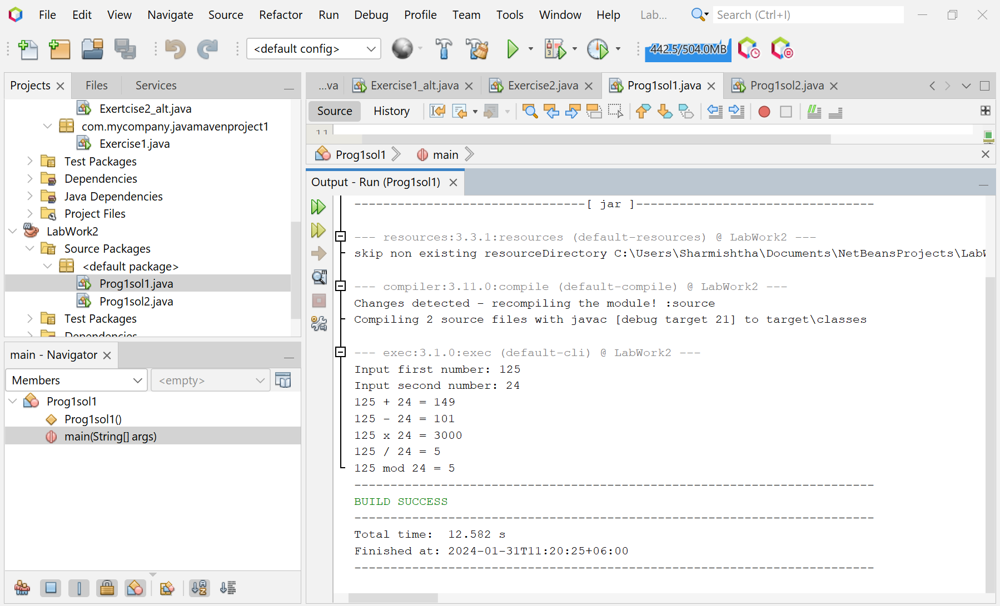 File Edit View Navigate Source Refactor Run Debug Profile Team Tools Window Help Lab... Search (Ctrl+I)
<default config> 442.5/504.0MB
Projects Files Services
Exertcise2_alt.java
com.mycompany.javamavenproject1
Exercise1.java
Test Packages
Dependencies
Java Dependencies
Project Files
LabWork2
Source Packages
<default package>
Prog1sol1.java
Prog1sol2.java
Test Packages
Dependencies
main - Navigator
Members <empty>
Prog1sol1
Prog1sol1()
main(String[] args)
...va Exercise1_alt.java Exercise2.java Prog1sol1.java Prog1sol2.java
Source History
11
Prog1sol1 main
Output - Run (Prog1sol1)
--------------------------------[ jar ]---------------------------------
--- resources:3.3.1:resources (default-resources) @ LabWork2 ---
skip non existing resourceDirectory C:\Users\Sharmishtha\Documents\NetBeansProjects\LabW
--- compiler:3.11.0:compile (default-compile) @ LabWork2 ---
Changes detected - recompiling the module! :source
Compiling 2 source files with javac [debug target 21] to target\classes
--- exec:3.1.0:exec (default-cli) @ LabWork2 ---
Input first number: 125
Input second number: 24
125 + 24 = 149
125 - 24 = 101
125 x 24 = 3000
125 / 24 = 5
125 mod 24 = 5
------------------------------------------------------------------------
BUILD SUCCESS
------------------------------------------------------------------------
Total time:  12.582 s
Finished at: 2024-01-31T11:20:25+06:00
------------------------------------------------------------------------